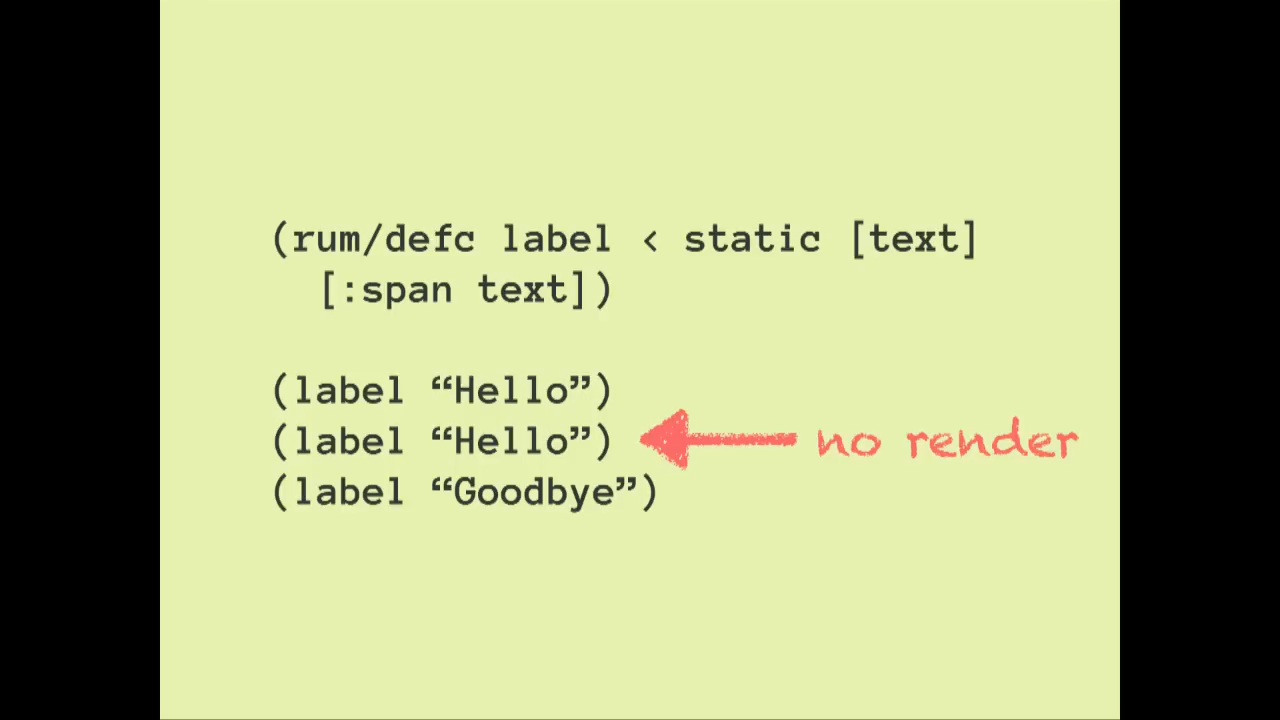 (rum/defc label < static [text]
[:span text])
(label “Hello”)
(label “Hello”) no render
(label “Goodbye”)